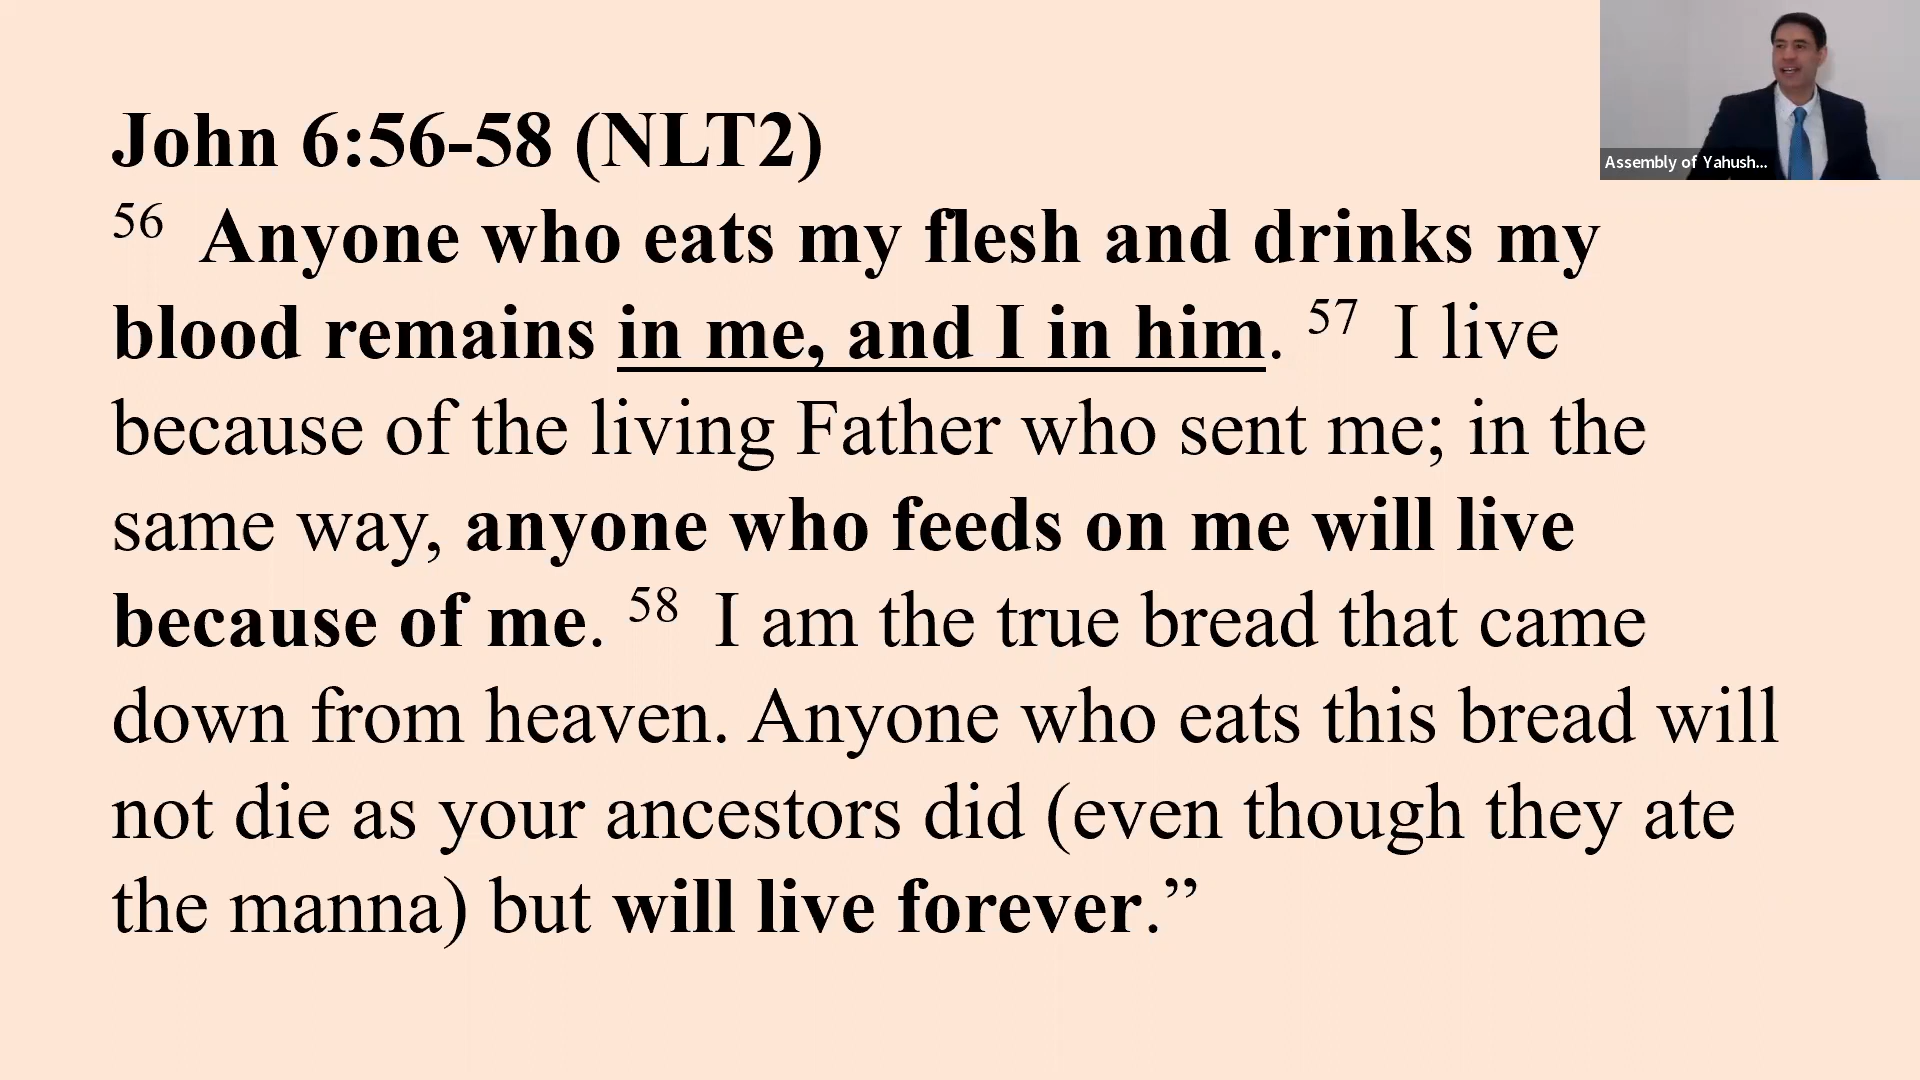 John 6:56-58 (NLT2)
56 Anyone who eats my flesh and drinks my
blood remains in me, and I in him. 57 I live
because of the living Father who sent me; in the
same way, anyone who feeds on me will live
because of me. 58 I am the true bread that came
down from heaven. Anyone who eats this bread will
not die as your ancestors did (even though they ate
the manna) but will live forever.”
Assembly of Yahush...